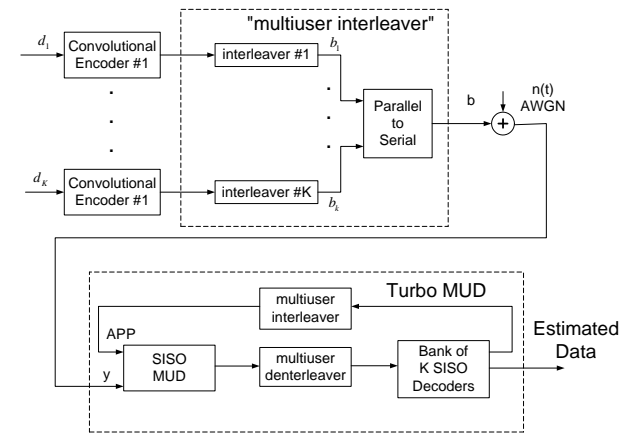 "multiuser interleaver"
d1
Convolutional
Encoder #1
interleaver #1
b1
Parallel
to
Serial
b
n(t)
AWGN
+
.
.
.
.
.
.
dK
Convolutional
Encoder #1
interleaver #K
bk
Turbo MUD
multiuser
interleaver
APP
y
SISO
MUD
multiuser
denterleaver
Bank of
K SISO
Decoders
Estimated
Data